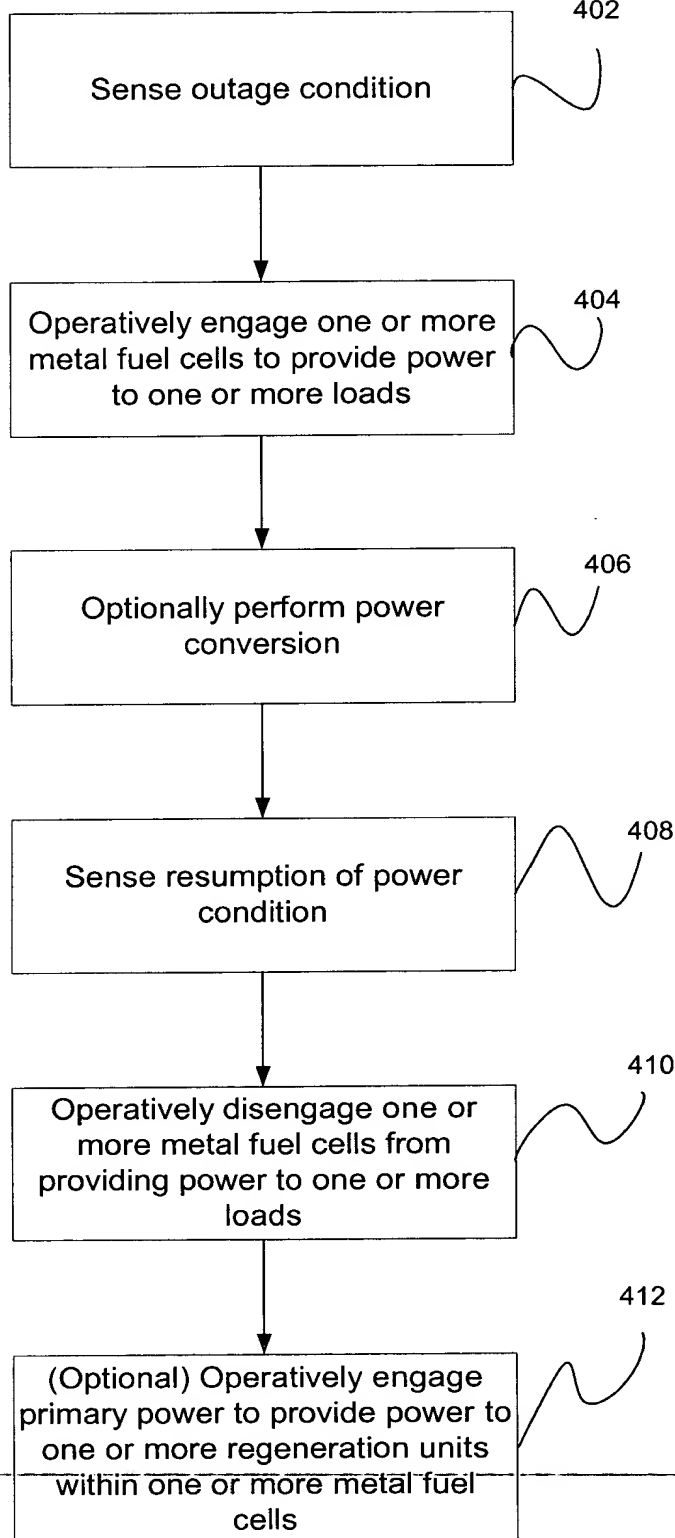 402
Sense outage condition
404
Operatively engage one or more
metal fuel cells to provide power
to one or more loads
406
Optionally perform power
conversion
408
Sense resumption of power
condition
410
Operatively disengage one or
more metal fuel cells from
providing power to one or more
loads
412
(Optional) Operatively engage
primary power to provide power to
one or more regeneration units
within one or more metal fuel
cells